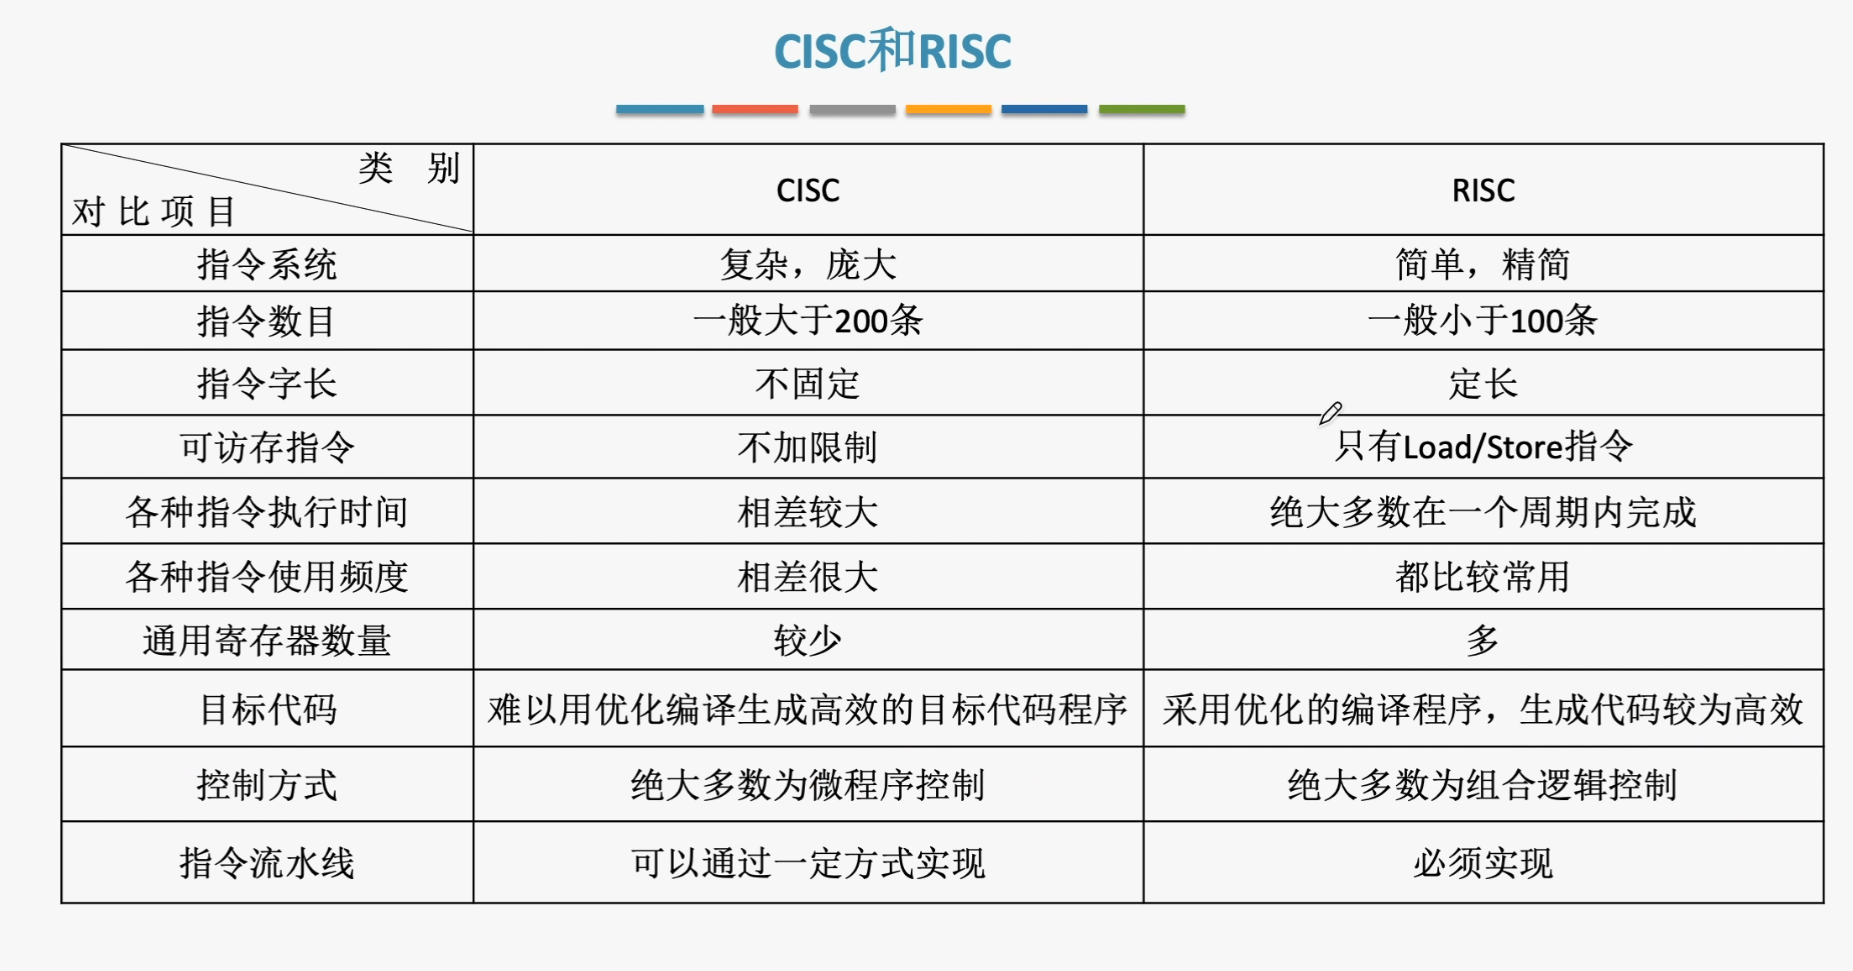 CISC和RISC
类 别
对比项目
CISC
RISC
指令系统
复杂，庞大
简单，精简
指令数目
一般大于200条
一般小于100条
指令字长
不固定
定长
可访存指令
不加限制
只有Load/Store指令
各种指令执行时间
相差较大
绝大多数在一个周期内完成
各种指令使用频度
相差很大
都比较常用
通用寄存器数量
较少
多
目标代码
难以用优化编译生成高效的目标代码程序
采用优化的编译程序，生成代码较为高效
控制方式
绝大多数为微程序控制
绝大多数为组合逻辑控制
指令流水线
可以通过一定方式实现
必须实现